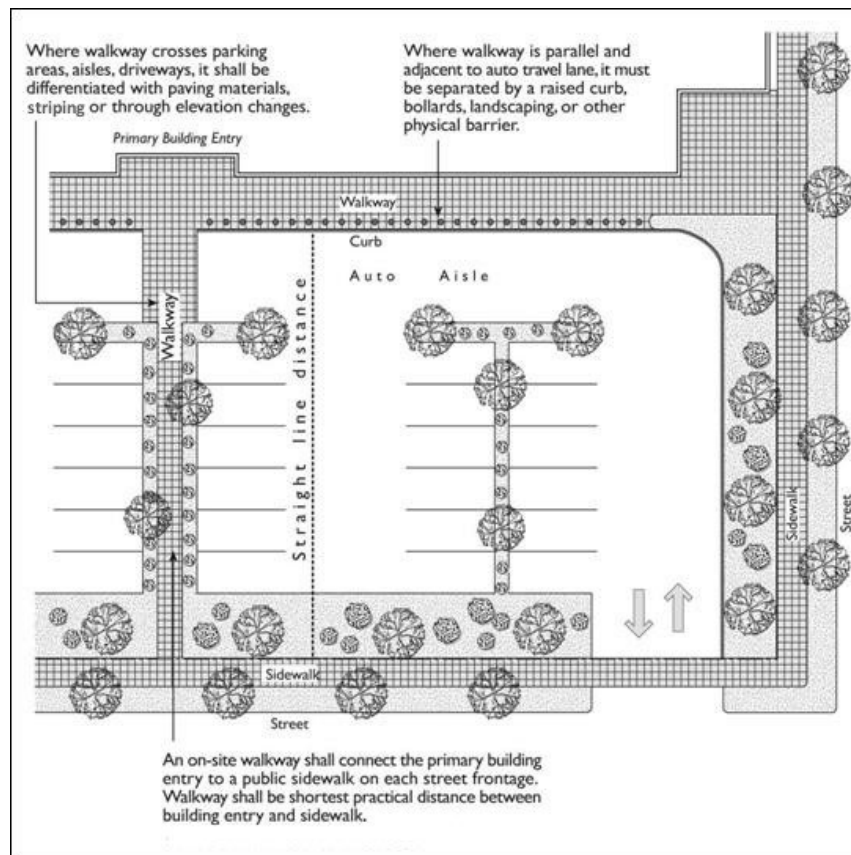 Where walkway crosses parking
areas, aisles, driveways, it shall be
differentiated with paving materials,
striping or through elevation changes.
Where walkway is parallel and
adjacent to auto travel lane, it must
be separated by a raised curb,
bollards, landscaping, or other
physical barrier.
Primary Building Entry
Walkway
Curb
Auto Aisle
Walkway
Straight line distance
Sidewalk
Street
Sidewalk
Street
An on-site walkway shall connect the primary building
entry to a public sidewalk on each street frontage.
Walkway shall be shortest practical distance between
building entry and sidewalk.